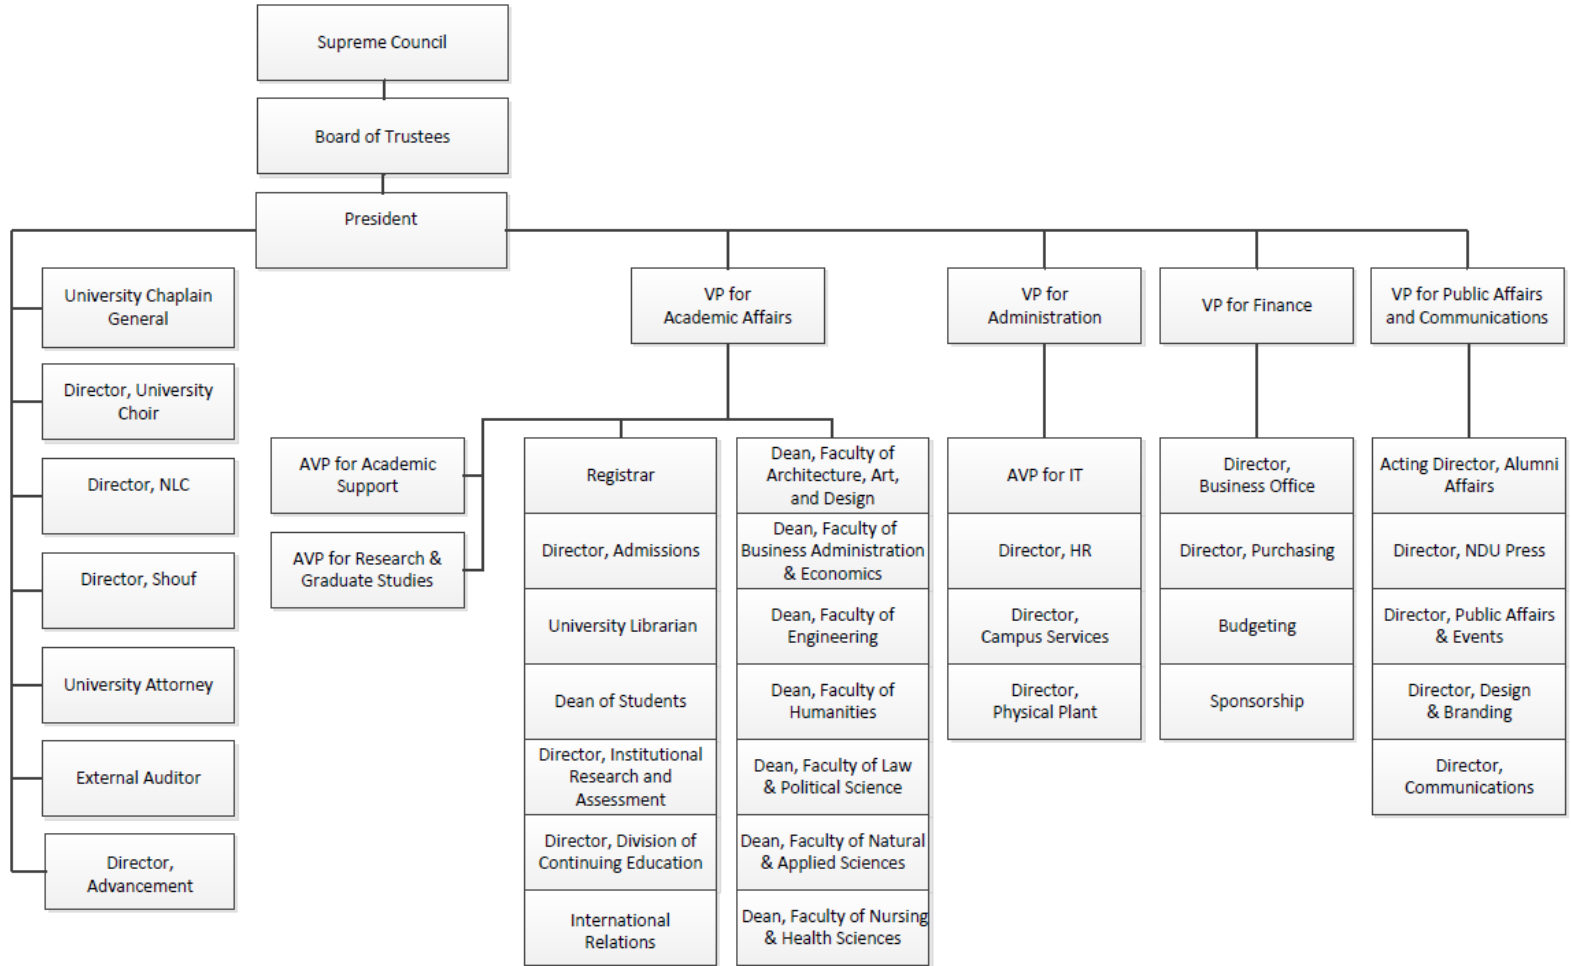 Supreme Council
Board of Trustees
President
University Chaplain
General
Director, University
Choir
Director, NLC
Director, Shouf
University Attorney
External Auditor
Director,
Advancement
VP for
Academic Affairs
AVP for Academic
Support
AVP for Research &
Graduate Studies
Registrar
Director, Admissions
University Librarian
Dean of Students
Director, Institutional
Research and
Assessment
Director, Division of
Continuing Education
International
Relations
Dean, Faculty of
Architecture, Art,
and Design
Dean, Faculty of
Business Administration
& Economics
Dean, Faculty of
Engineering
Dean, Faculty of
Humanities
Dean, Faculty of Law
& Political Science
Dean, Faculty of Natural
& Applied Sciences
Dean, Faculty of Nursing
& Health Sciences
VP for
Administration
AVP for IT
Director, HR
Director,
Campus Services
Director,
Physical Plant
VP for Finance
Director,
Business Office
Director, Purchasing
Budgeting
Sponsorship
VP for Public Affairs
and Communications
Acting Director, Alumni
Affairs
Director, NDU Press
Director, Public Affairs
& Events
Director, Design
& Branding
Director,
Communications